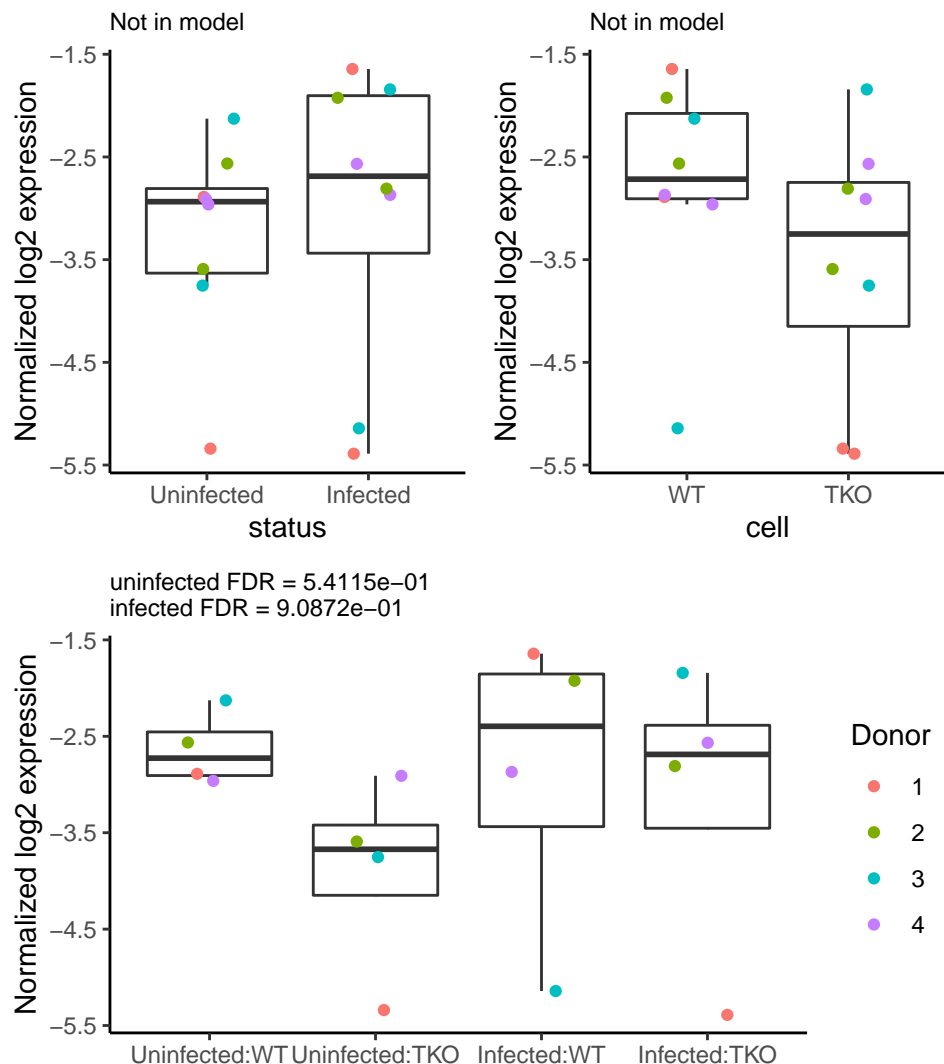 Not in model
Normalized log2 expression
−1.5
−2.5
−3.5
−4.5
−5.5
Uninfected Infected
status
Not in model
Normalized log2 expression
−1.5
−2.5
−3.5
−4.5
−5.5
WT TKO
cell
uninfected FDR = 5.4115e−01
infected FDR = 9.0872e−01
Normalized log2 expression
−1.5
−2.5
−3.5
−4.5
−5.5
Uninfected:WT Uninfected:TKO Infected:WT Infected:TKO
Donor
1
2
3
4